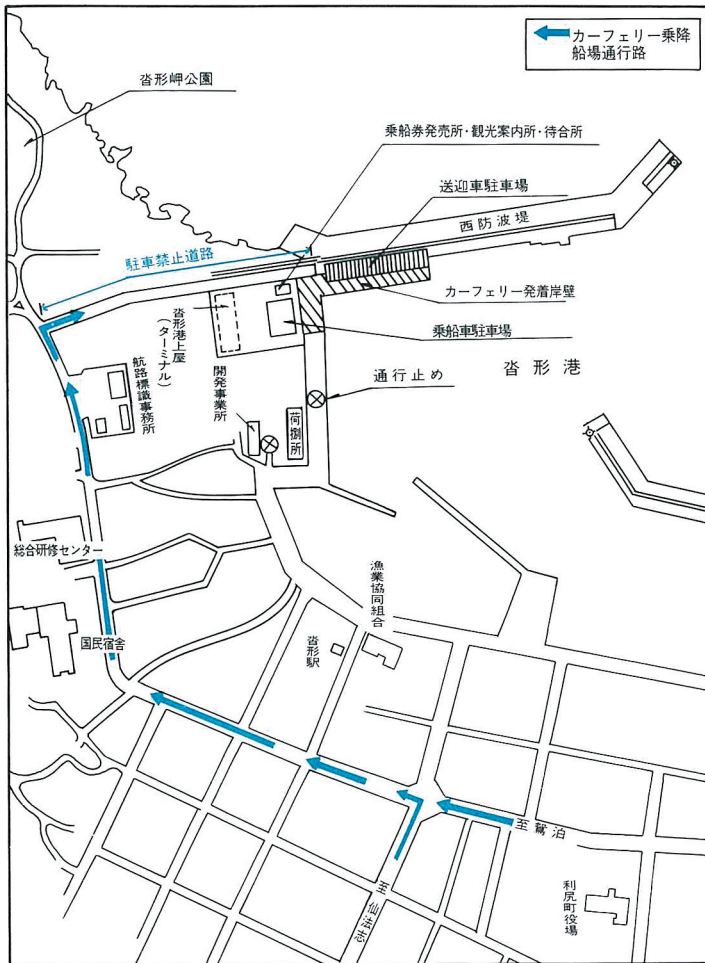 カーフェリー乗降
船場通行路
沓形岬公園
乗船券発売所・観光案内所・待合所
送迎車駐車場
西防波堤
駐車禁止道路
カーフェリー発着岸壁
乗船車駐車場
沓形港上屋
(ターミナル)
開発事業所
航路標識事務所
通行止め
沓形港
荷捌所
総合研修センター
漁業協同組合
国民宿舎
沓形駅
至鴛泊
至仙法志
利尻町役場